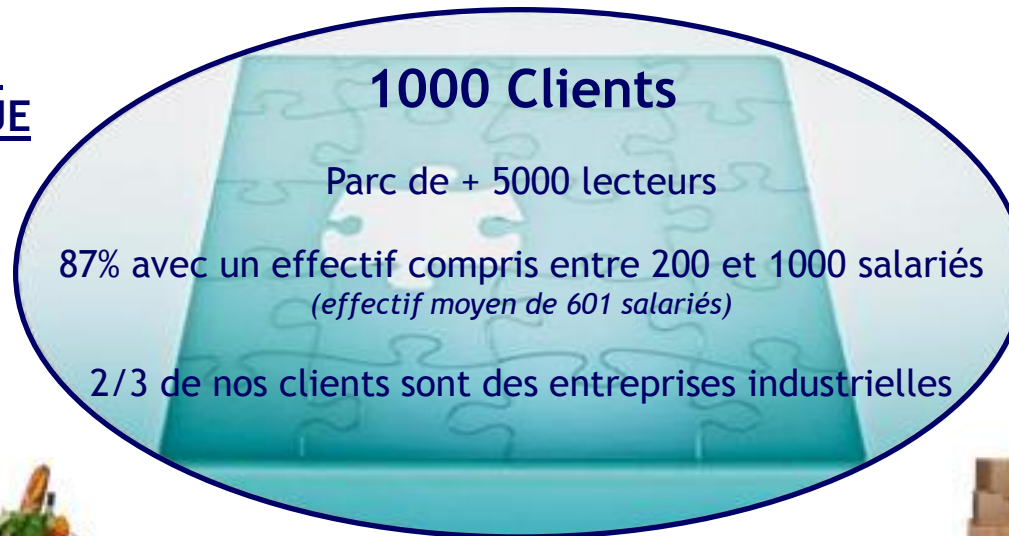 1000 Clients
Parc de + 5000 lecteurs
87% avec un effectif compris entre 200 et 1000 salariés
(effectif moyen de 601 salariés)
2/3 de nos clients sont des entreprises industrielles